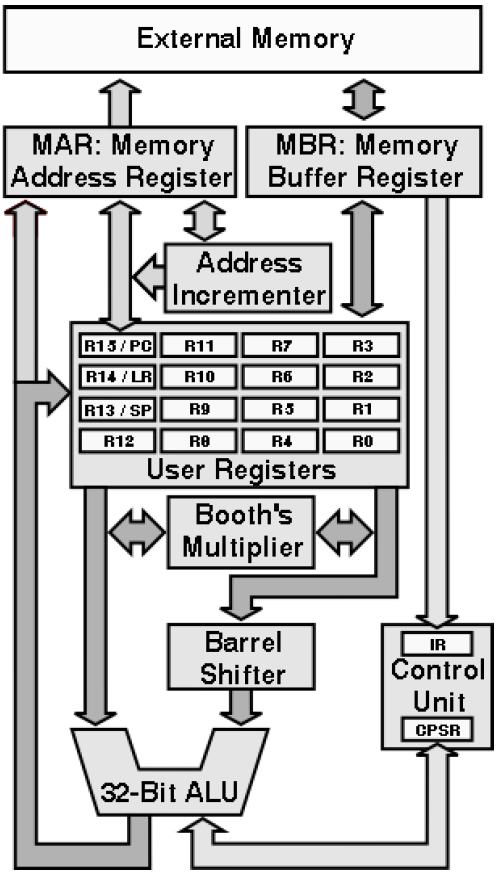 External Memory
MAR: Memory
Address Register
MBR: Memory
Buffer Register
Address
Incrementer
R15 / PC R11 R7 R3
R14 / LR R10 R6 R2
R13 / SP R9 R5 R1
R12 R8 R4 R0
User Registers
Booth's
Multiplier
Barrel
Shifter
IR
Control
Unit
CPSR
32-Bit ALU